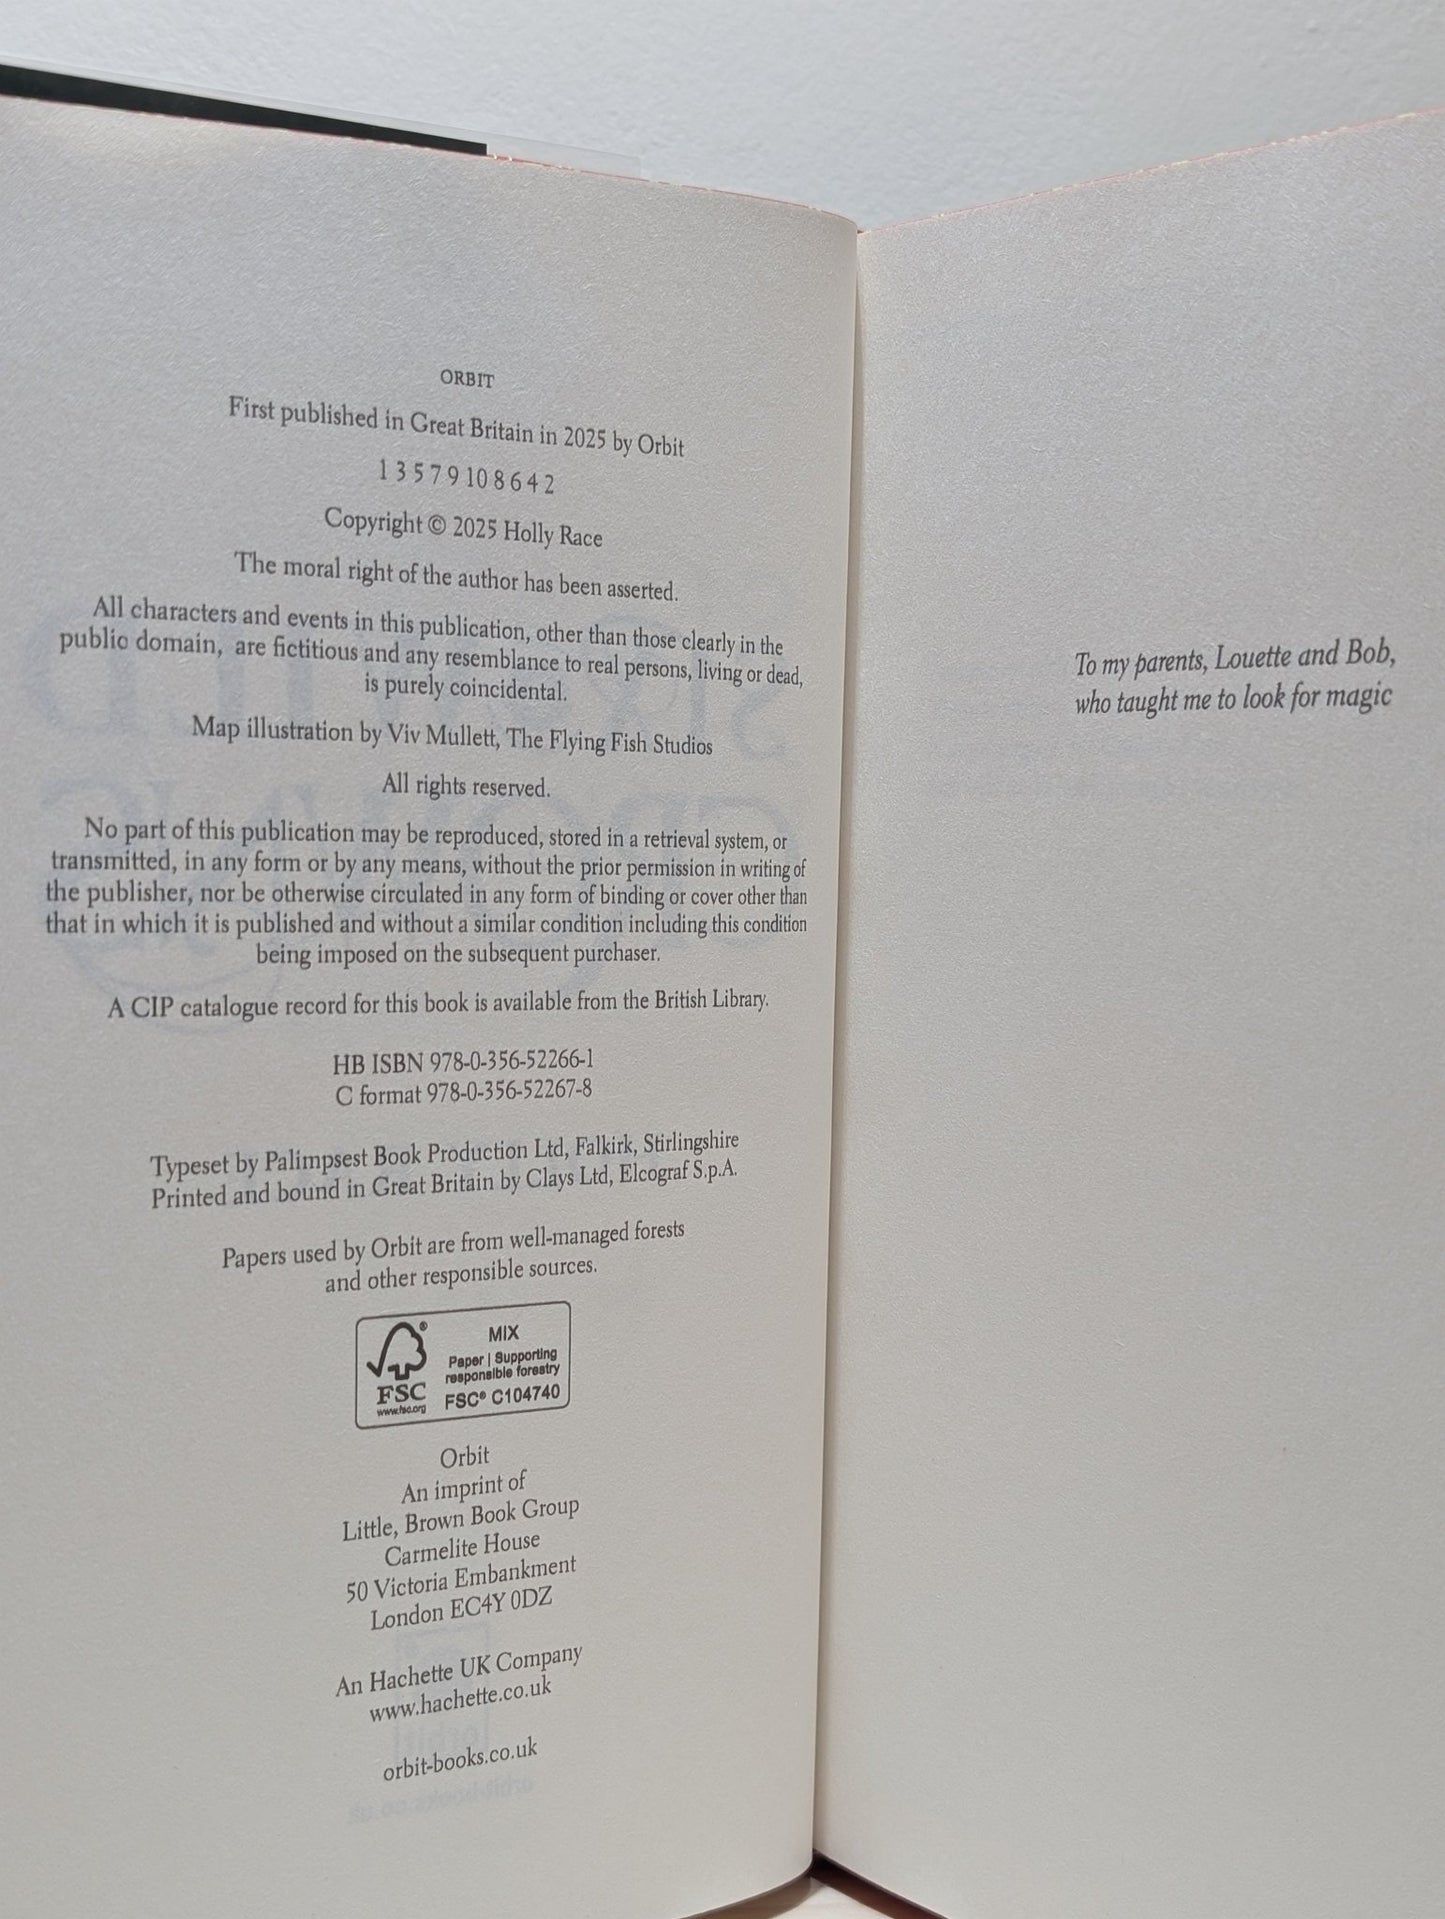 ORBIT
First published in Great Britain in 2025 by Orbit
1 3 5 7 9 10 8 6 4 2
Copyright © 2025 Holly Race
The moral right of the author has been asserted.
All characters and events in this publication, other than those clearly in the
public domain, are fictitious and any resemblance to real persons, living or dead,
is purely coincidental.
Map illustration by Viv Mullett, The Flying Fish Studios
All rights reserved.
No part of this publication may be reproduced, stored in a retrieval system, or
transmitted, in any form or by any means, without the prior permission in writing of
the publisher, nor be otherwise circulated in any form of binding or cover other than
that in which it is published and without a similar condition including this condition
being imposed on the subsequent purchaser.
A CIP catalogue record for this book is available from the British Library.
HB ISBN 978-0-356-52266-1
C format 978-0-356-52267-8
Typeset by Palimpsest Book Production Ltd, Falkirk, Stirlingshire
Printed and bound in Great Britain by Clays Ltd, Elcograf S.p.A.
Papers used by Orbit are from well-managed forests
and other responsible sources.
FSC
www.fsc.org
MIX
Paper | Supporting
responsible forestry
FSC® C104740
Orbit
An imprint of
Little, Brown Book Group
Carmelite House
50 Victoria Embankment
London EC4Y 0DZ
An Hachette UK Company
www.hachette.co.uk
orbit-books.co.uk
To my parents, Louette and Bob,
who taught me to look for magic